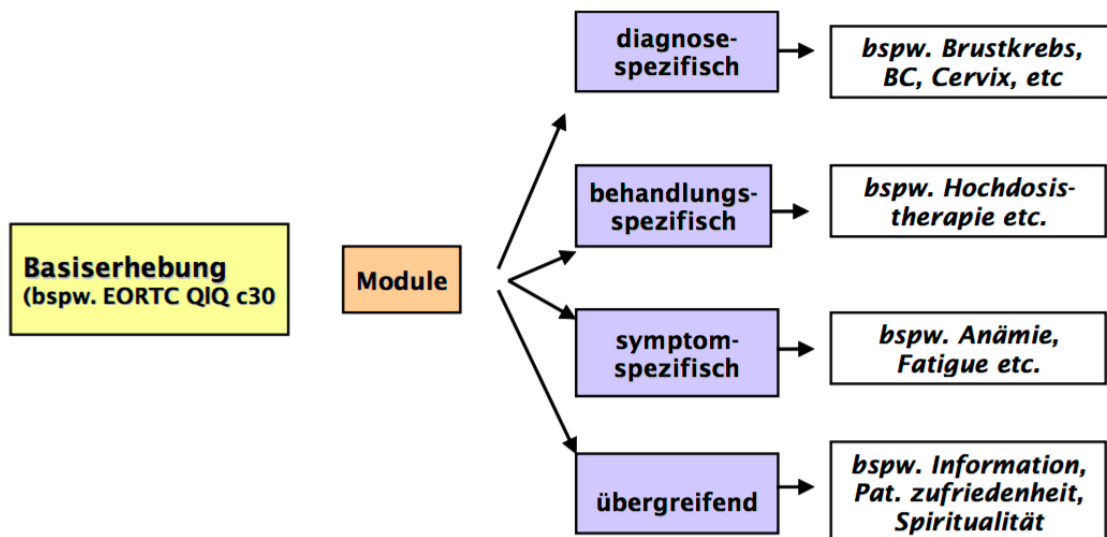 Basiserhebung
(bspw. EORTC QlQ c30
Module
diagnose-
spezifisch
bspw. Brustkrebs,
BC, Cervix, etc
behandlungs-
spezifisch
bspw. Hochdosis-
therapie etc.
symptom-
spezifisch
bspw. Anämie,
Fatigue etc.
übergreifend
bspw. Information,
Pat. zufriedenheit,
Spiritualität